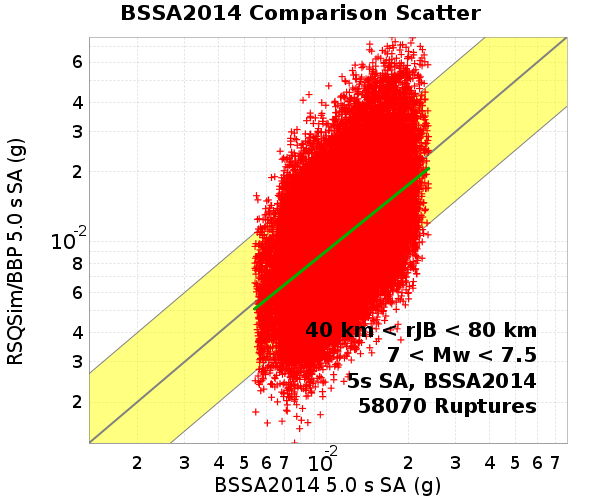 BSSA2014 Comparison Scatter
RSQSim/BBP 5.0 s SA (g)
6
4
3
2
10-2
8
6
4
3
2
40 km < rJB < 80 km
7 < Mw < 7.5
5s SA, BSSA2014
58070 Ruptures
2 3 4 5 6 7 10-2 2 3 4 5 6 7
BSSA2014 5.0 s SA (g)